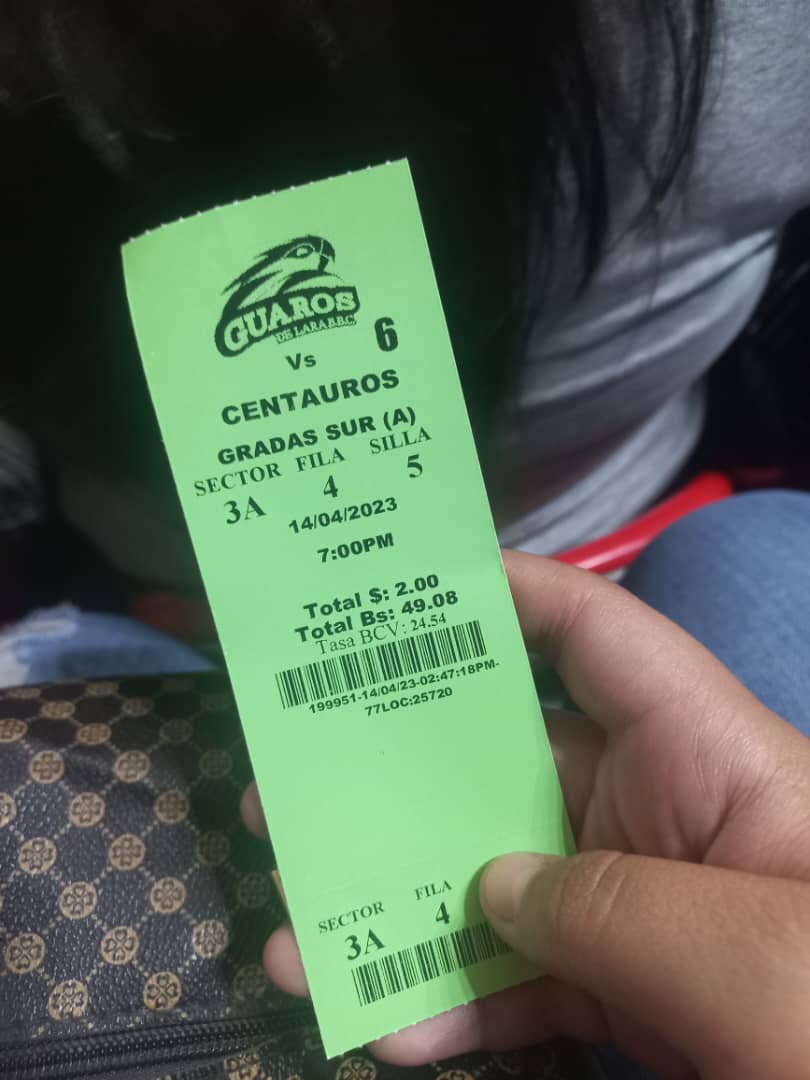 GUAROS
DE LARA B.B.C.
Vs 6
CENTAUROS
GRADAS SUR (A)
SECTOR FILA SILLA
3A 4 5
14/04/2023
7:00PM
Total $: 2.00
Total Bs: 49.08
Tasa BCV: 24.54
199951-14/04/23-02:47:18PM-
77LOC:25720
SECTOR FILA
3A 4